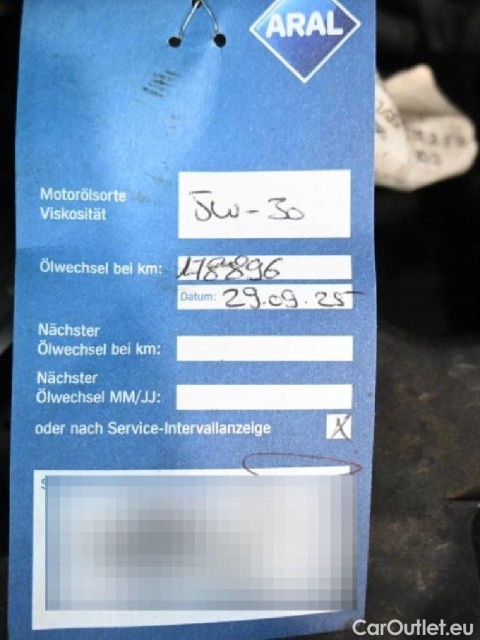 ARAL
Motorölsorte
Viskosität
5W-30
Ölwechsel bei km: 178896
Datum: 29.09.25
Nächster
Ölwechsel bei km:
Nächster
Ölwechsel MM/JJ:
oder nach Service-Intervallanzeige X
CarOutlet.eu